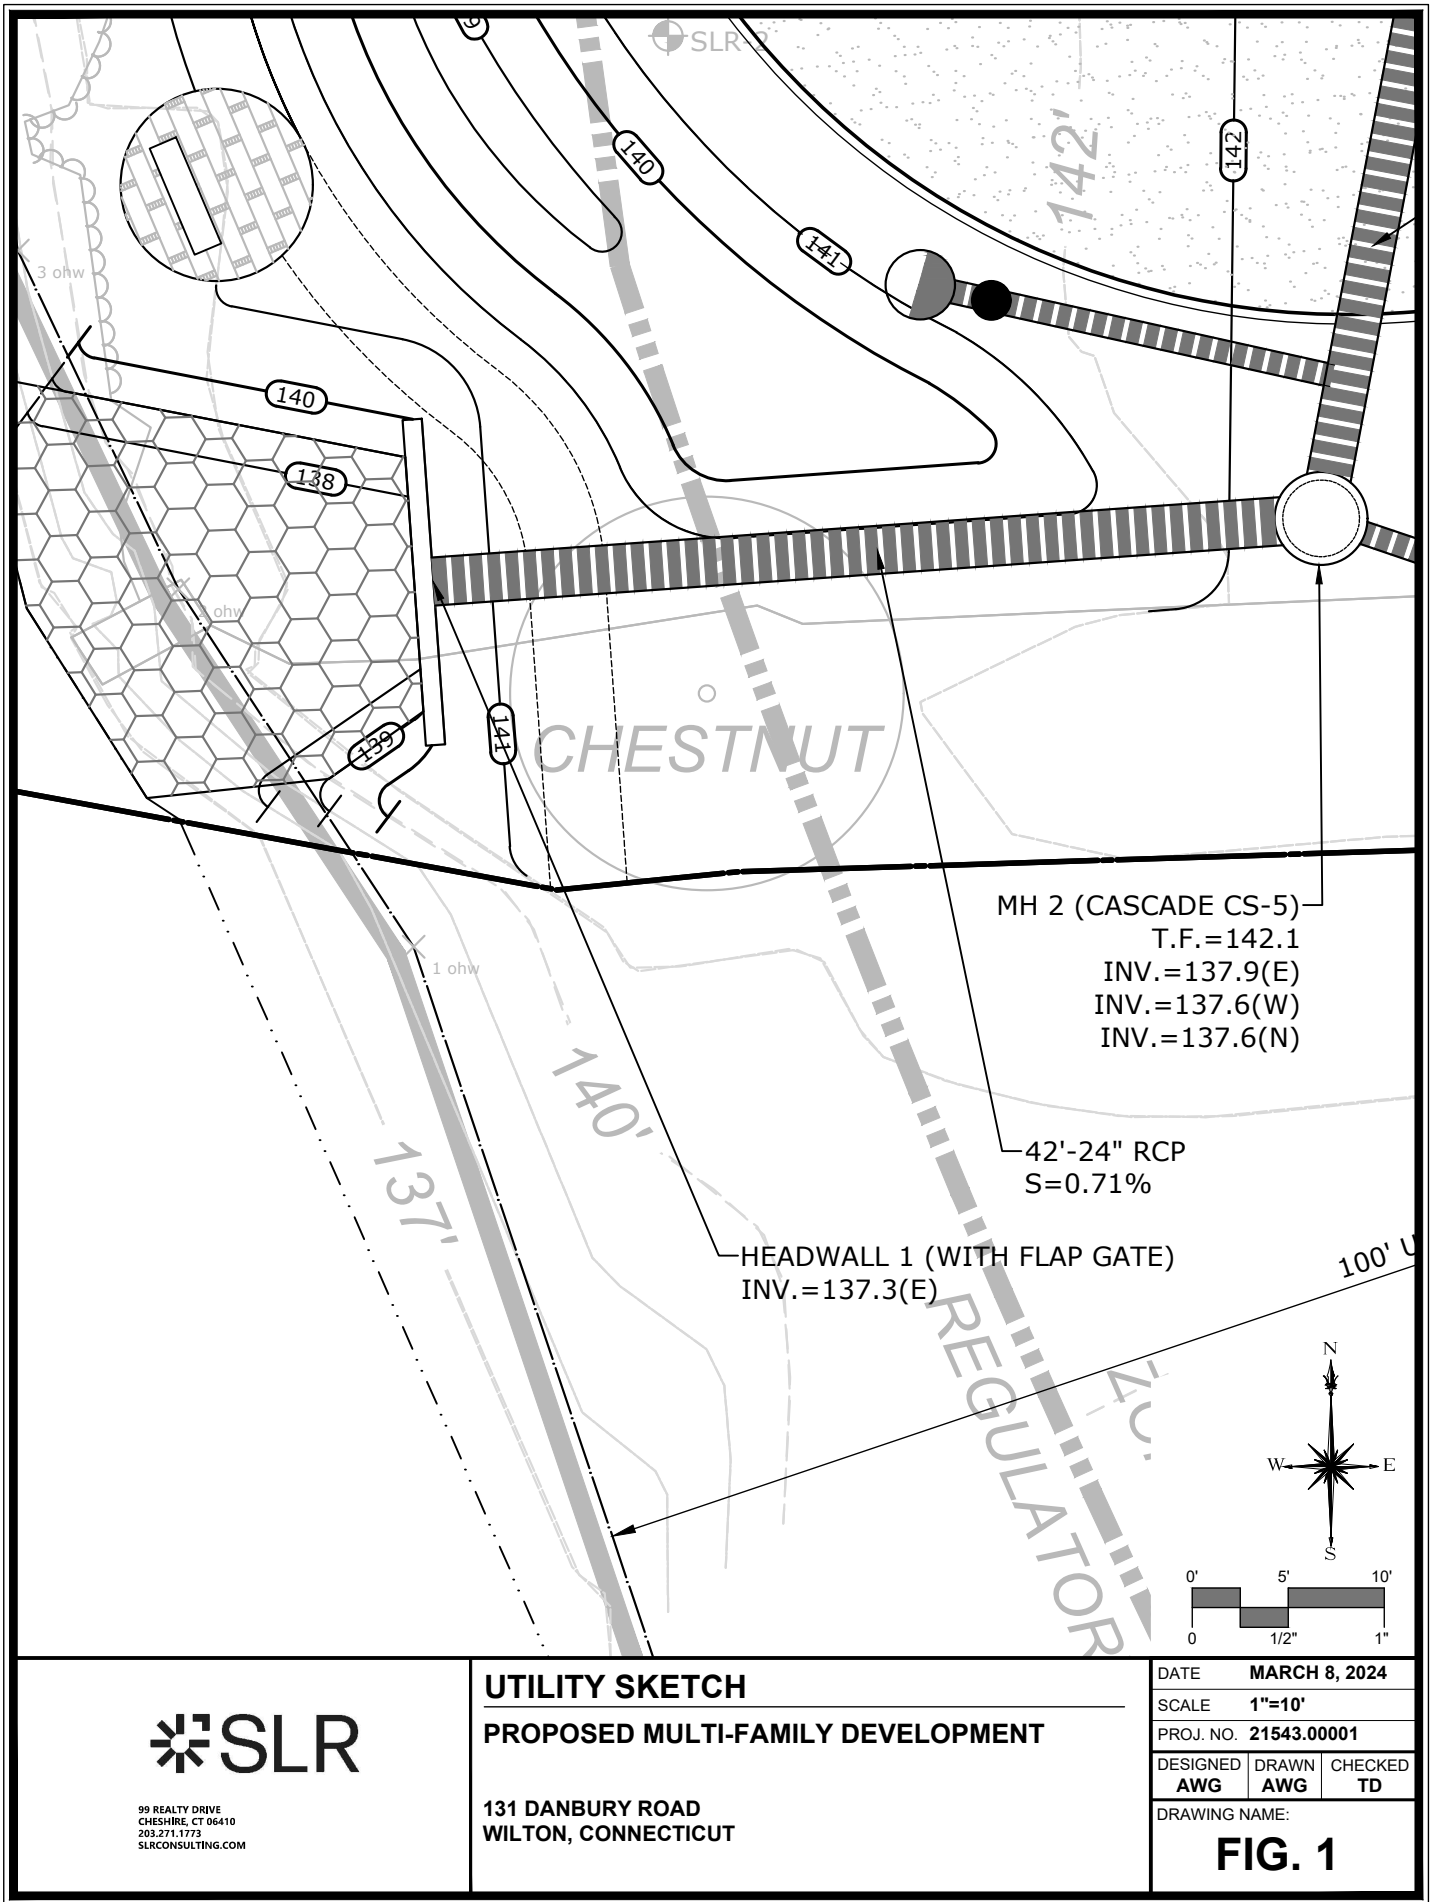 SLR-2
140
142'
142
141
3 ohw
140
138
2 ohw
139
141
CHESTNUT
MH 2 (CASCADE CS-5)
T.F.=142.1
INV.=137.9(E)
INV.=137.6(W)
INV.=137.6(N)
1 ohw
140'
137'
42'-24" RCP
S=0.71%
HEADWALL 1 (WITH FLAP GATE)
INV.=137.3(E)
100' U
REGULATOR
N
W E
S
0' 5' 10'
0 1/2" 1"
SLR
99 REALTY DRIVE
CHESHIRE, CT 06410
203.271.1773
SLRCONSULTING.COM
UTILITY SKETCH
PROPOSED MULTI-FAMILY DEVELOPMENT
131 DANBURY ROAD
WILTON, CONNECTICUT
DATE MARCH 8, 2024
SCALE 1"=10'
PROJ. NO. 21543.00001
DESIGNED DRAWN CHECKED
AWG AWG TD
DRAWING NAME:
FIG. 1